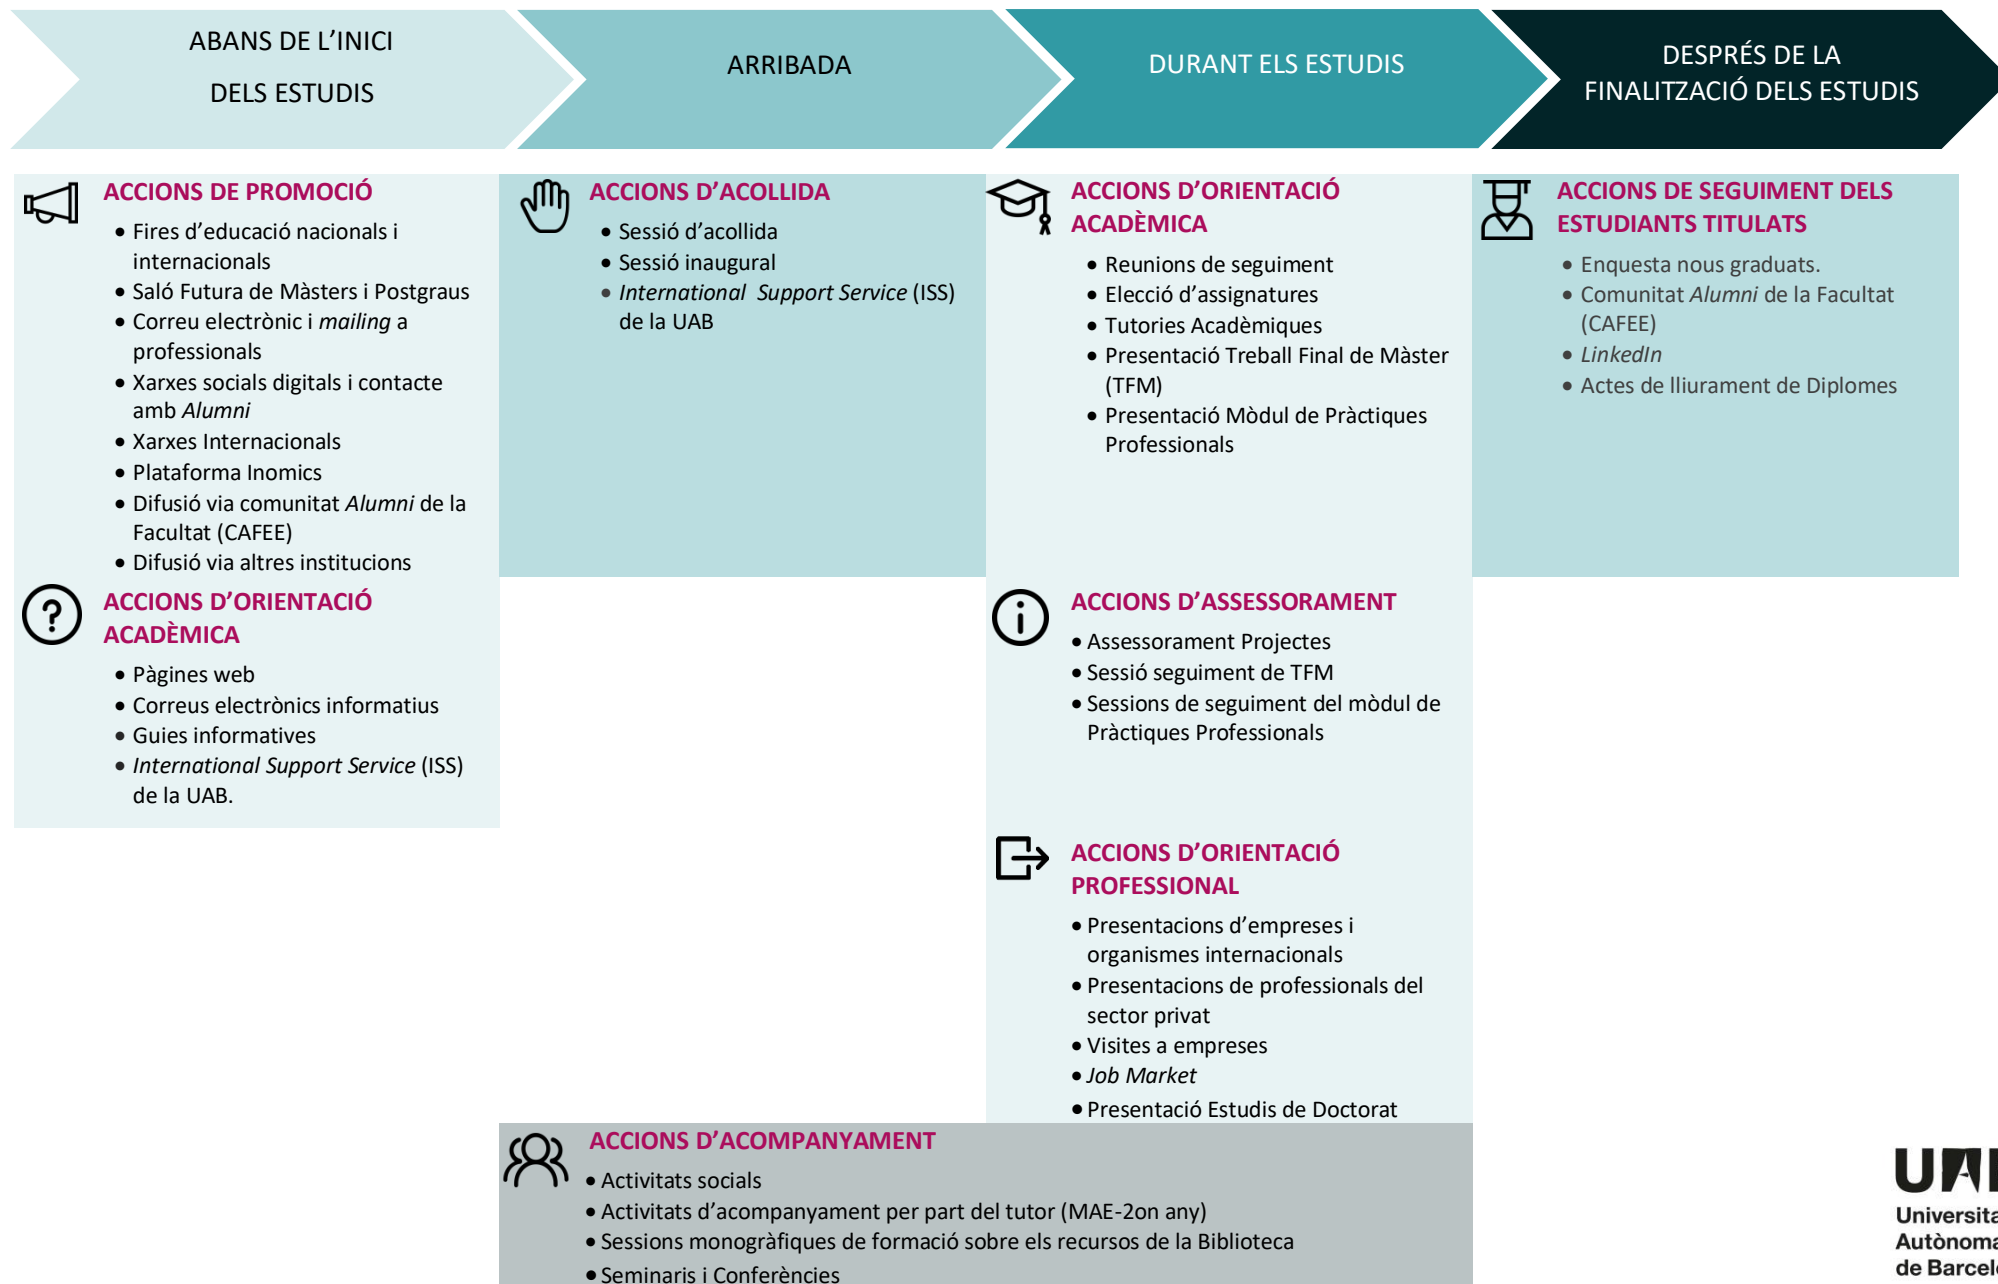 ABANS DE L’INICI
DELS ESTUDIS
ARRIBADA
DURANT ELS ESTUDIS
DESPRÉS DE LA
FINALITZACIÓ DELS ESTUDIS
ACCIONS DE PROMOCIÓ
• Fires d’educació nacionals i
internacionals
• Saló Futura de Màsters i Postgraus
• Correu electrònic i mailing a
professionals
• Xarxes socials digitals i contacte
amb Alumni
• Xarxes Internacionals
• Plataforma Inomics
• Difusió via comunitat Alumni de la
Facultat (CAFEE)
• Difusió via altres institucions
ACCIONS D’ORIENTACIÓ
ACADÈMICA
• Pàgines web
• Correus electrònics informatius
• Guies informatives
• International Support Service (ISS)
de la UAB.
ACCIONS D’ACOLLIDA
• Sessió d’acollida
• Sessió inaugural
• International Support Service (ISS)
de la UAB
ACCIONS D’ORIENTACIÓ
ACADÈMICA
• Reunions de seguiment
• Elecció d’assignatures
• Tutories Acadèmiques
• Presentació Treball Final de Màster
(TFM)
• Presentació Mòdul de Pràctiques
Professionals
ACCIONS D’ASSESSORAMENT
• Assessorament Projectes
• Sessió seguiment de TFM
• Sessions de seguiment del mòdul de
Pràctiques Professionals
ACCIONS D’ORIENTACIÓ
PROFESSIONAL
• Presentacions d’empreses i
organismes internacionals
• Presentacions de professionals del
sector privat
• Visites a empreses
• Job Market
• Presentació Estudis de Doctorat
ACCIONS DE SEGUIMENT DELS
ESTUDIANTS TITULATS
• Enquesta nous graduats.
• Comunitat Alumni de la Facultat
(CAFEE)
• LinkedIn
• Actes de lliurament de Diplomes
ACCIONS D’ACOMPANYAMENT
• Activitats socials
• Activitats d’acompanyament per part del tutor (MAE-2on any)
• Sessions monogràfiques de formació sobre els recursos de la Biblioteca
• Seminaris i Conferències
Autònoma
de